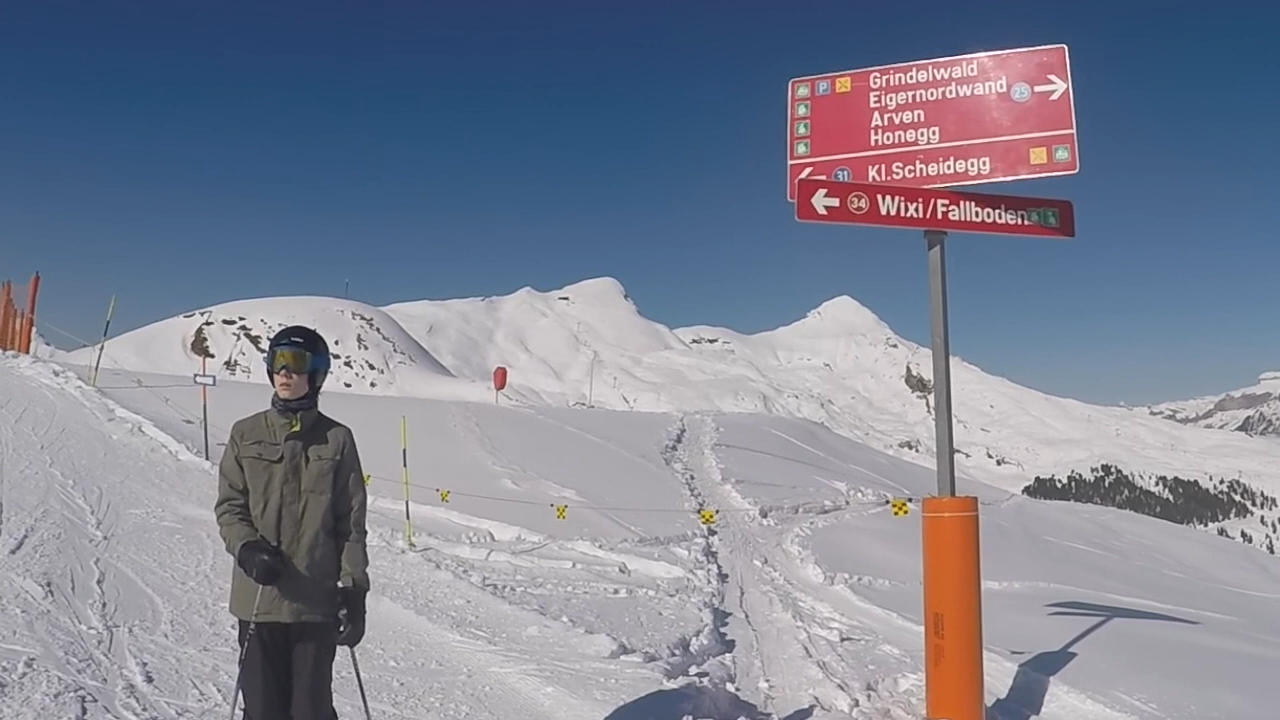 P Grindelwald
Eigernordwand 25
Arven
Honegg
31 Kl.Scheidegg
34 Wixi/Fallboden